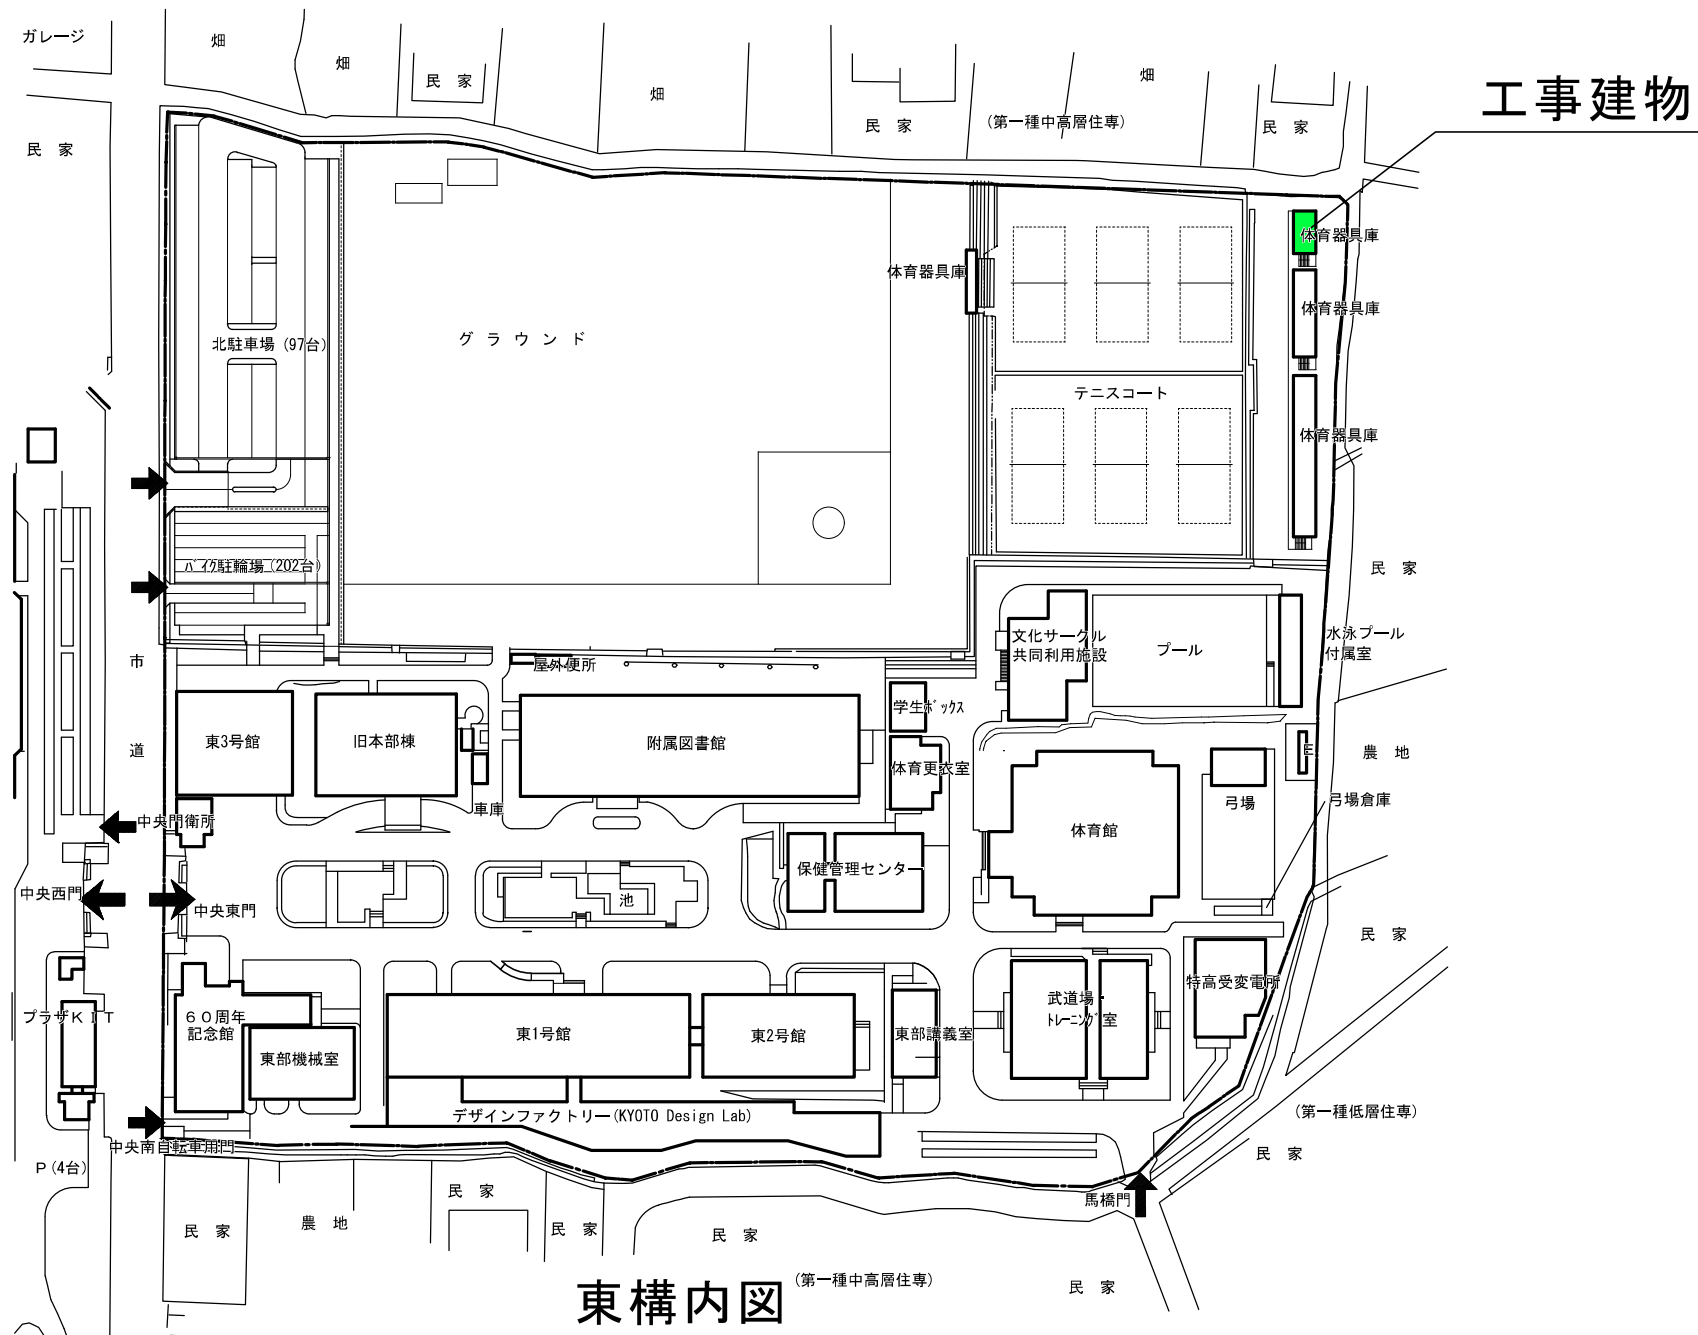 ガレージ
畑
畑
民 家
畑
畑
工事建物
民 家
(第一種中高層住専)
民 家
民 家
体育器具庫
体育器具庫
体育器具庫
グ ラ ウ ン ド
北駐車場 (97台)
テニスコート
体育器具庫
バイク駐輪場 (202台)
民 家
文化サークル
共同利用施設
プール
水泳プール
付属室
市
道
屋外便所
学生ボックス
東3号館
旧本部棟
附属図書館
体育更衣室
E
農 地
車庫
弓場
弓場倉庫
中央門衛所
体育館
保健管理センター
中央西門
池
中央東門
民 家
特高受変電所
武道場・
トレーニング室
プラザKIT
60周年
記念館
東部機械室
東1号館
東2号館
東部講義室
デザインファクトリー(KYOTO Design Lab)
(第一種低層住専)
中央南自転車用門
民 家
P (4台)
民 家
馬橋門
民 家
農 地
民 家
民 家
(第一種中高層住専)
民 家
東構内図